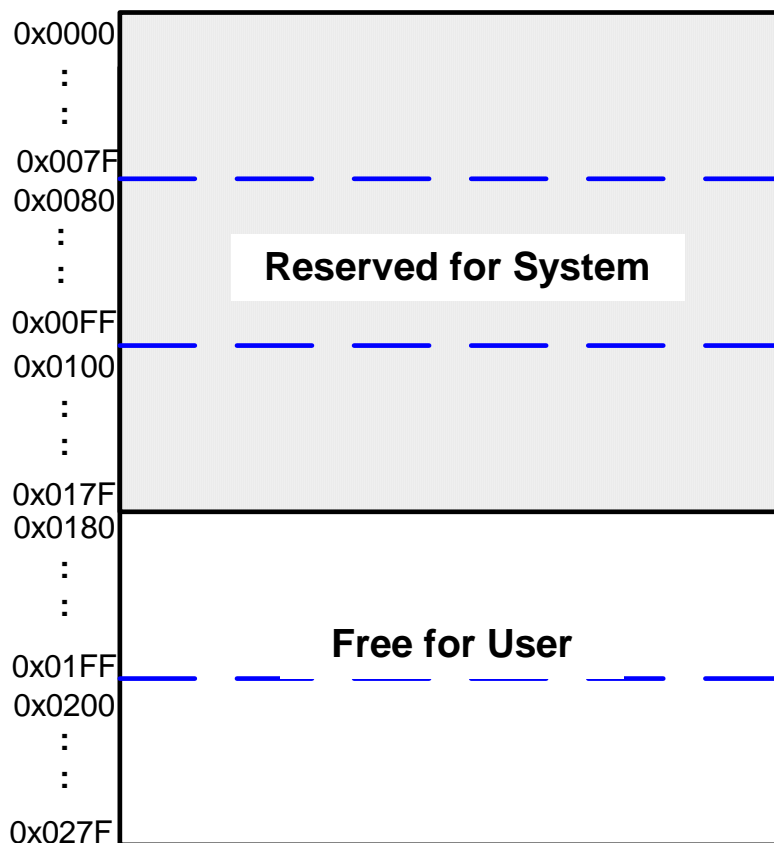 0x0000
:
:
0x007F
0x0080
:
:
Reserved for System
0x00FF
0x0100
:
:
0x017F
0x0180
:
:
Free for User
0x01FF
0x0200
:
:
0x027F